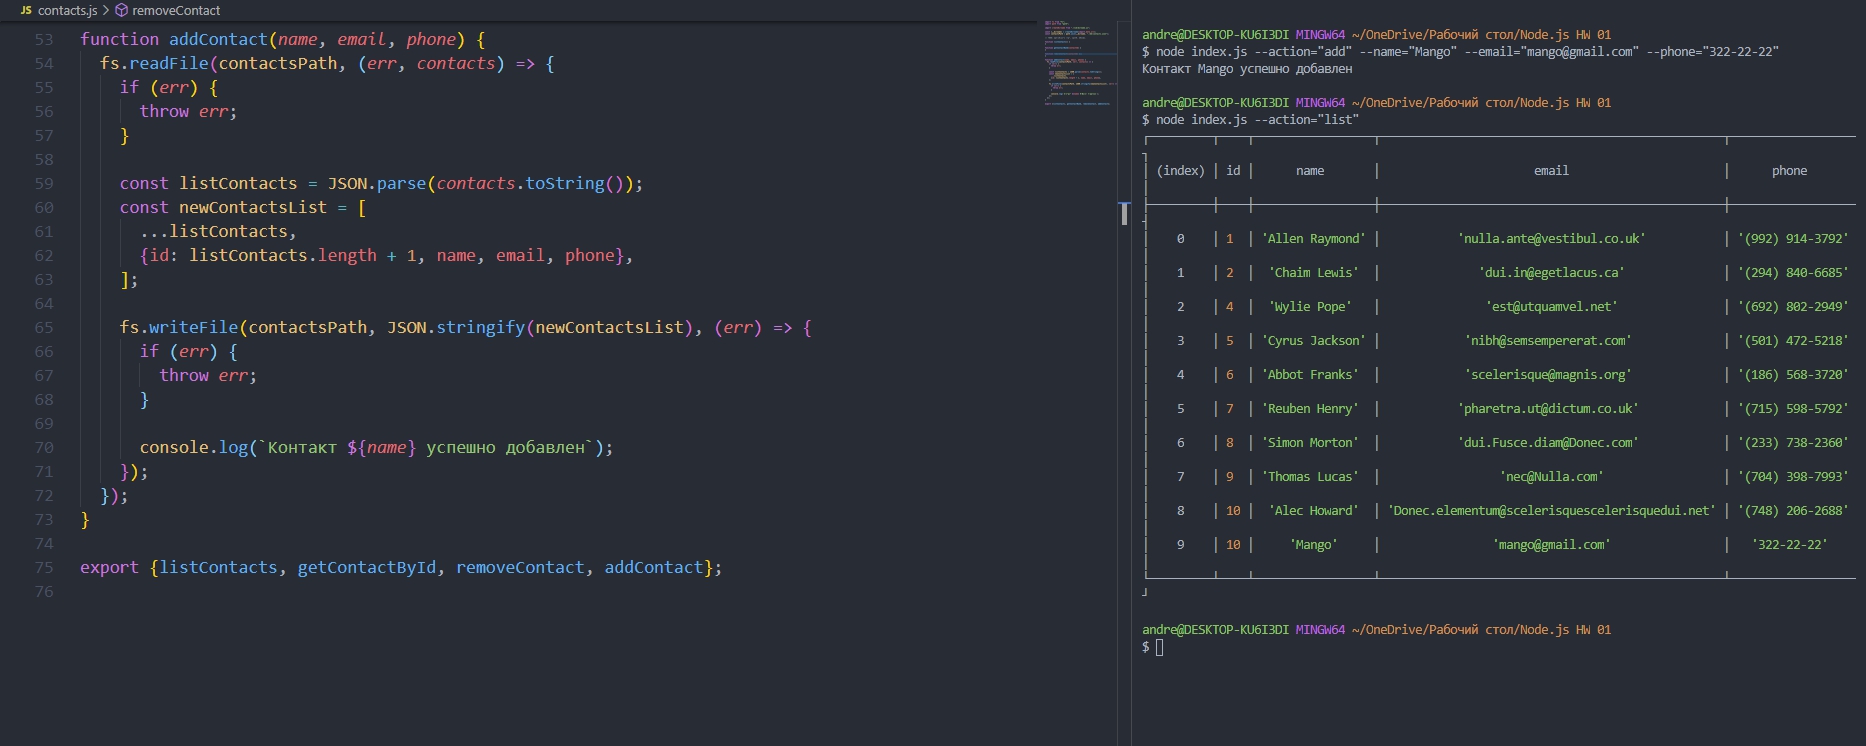 JS contacts.js > removeContact
53 function addContact(name, email, phone) {
54 fs.readFile(contactsPath, (err, contacts) => {
55 if (err) {
56 throw err;
57 }
58
59 const listContacts = JSON.parse(contacts.toString());
60 const newContactsList = [
61 ...listContacts,
62 {id: listContacts.length + 1, name, email, phone},
63 ];
64
65 fs.writeFile(contactsPath, JSON.stringify(newContactsList), (err) => {
66 if (err) {
67 throw err;
68 }
69
70 console.log(`Контакт ${name} успешно добавлен`);
71 });
72 });
73 }
74
75 export {listContacts, getContactById, removeContact, addContact};
76
andre@DESKTOP-KU6I3DI MINGW64 ~/OneDrive/Рабочий стол/Node.js HW 01
$ node index.js --action="add" --name="Mango" --email="mango@gmail.com" --phone="322-22-22"
Контакт Mango успешно добавлен
andre@DESKTOP-KU6I3DI MINGW64 ~/OneDrive/Рабочий стол/Node.js HW 01
$ node index.js --action="list"
(index) id name email phone
0 1 'Allen Raymond' 'nulla.ante@vestibul.co.uk' '(992) 914-3792'
1 2 'Chaim Lewis' 'dui.in@egetlacus.ca' '(294) 840-6685'
2 4 'Wylie Pope' 'est@utquamvel.net' '(692) 802-2949'
3 5 'Cyrus Jackson' 'nibh@semsempererat.com' '(501) 472-5218'
4 6 'Abbot Franks' 'scelerisque@magnis.org' '(186) 568-3720'
5 7 'Reuben Henry' 'pharetra.ut@dictum.co.uk' '(715) 598-5792'
6 8 'Simon Morton' 'dui.Fusce.diam@Donec.com' '(233) 738-2360'
7 9 'Thomas Lucas' 'nec@Nulla.com' '(704) 398-7993'
8 10 'Alec Howard' 'Donec.elementum@scelerisquescelerisquedui.net' '(748) 206-2688'
9 10 'Mango' 'mango@gmail.com' '322-22-22'
andre@DESKTOP-KU6I3DI MINGW64 ~/OneDrive/Рабочий стол/Node.js HW 01
$